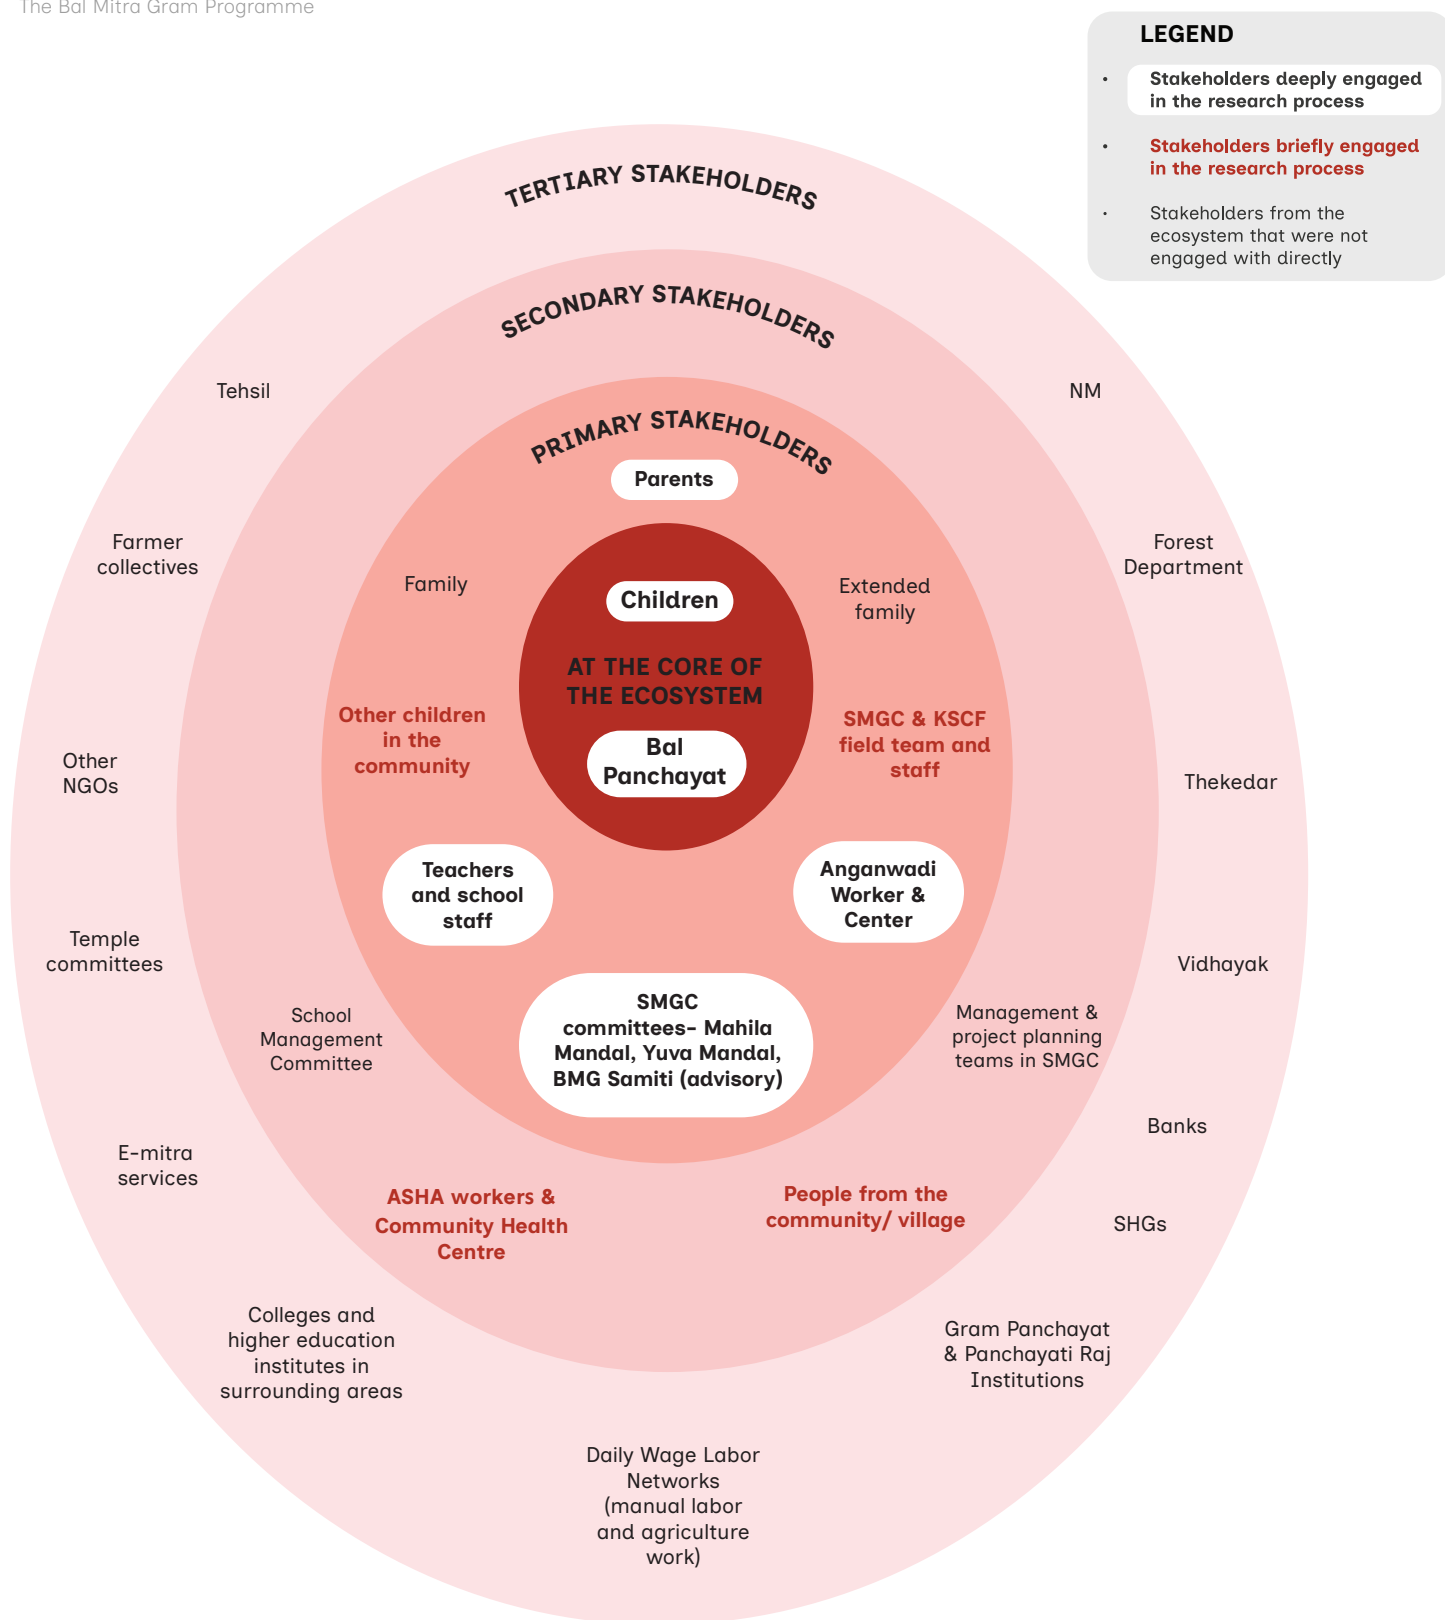 The Bal Mitra Gram Programme
LEGEND
• Stakeholders deeply engaged
in the research process
• Stakeholders briefly engaged
in the research process
• Stakeholders from the
ecosystem that were not
engaged with directly
TERTIARY STAKEHOLDERS
SECONDARY STAKEHOLDERS
PRIMARY STAKEHOLDERS
Parents
Children
AT THE CORE OF
THE ECOSYSTEM
Bal
Panchayat
Family
Extended
family
Other children
in the
community
SMGC & KSCF
field team and
staff
Teachers
and school
staff
Anganwadi
Worker &
Center
SMGC
committees- Mahila
Mandal, Yuva Mandal,
BMG Samiti (advisory)
School
Management
Committee
Management &
project planning
teams in SMGC
ASHA workers &
Community Health
Centre
People from the
community/ village
Tehsil
NM
Farmer
collectives
Forest
Department
Other
NGOs
Thekedar
Temple
committees
Vidhayak
E-mitra
services
Banks
SHGs
Colleges and
higher education
institutes in
surrounding areas
Gram Panchayat
& Panchayati Raj
Institutions
Daily Wage Labor
Networks
(manual labor
and agriculture
work)